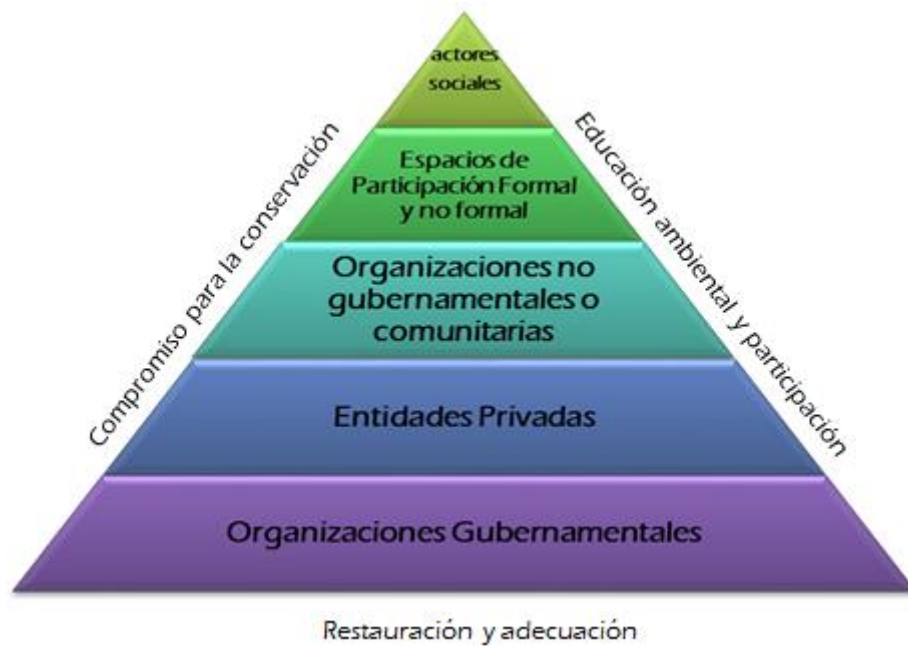 actores
sociales
Espacios de
Participación Formal
y no formal
Organizaciones no
gubernamentales o
comunitarias
Entidades Privadas
Organizaciones Gubernamentales
Compromiso para la conservación
Educación ambiental y participación
Restauración y adecuación